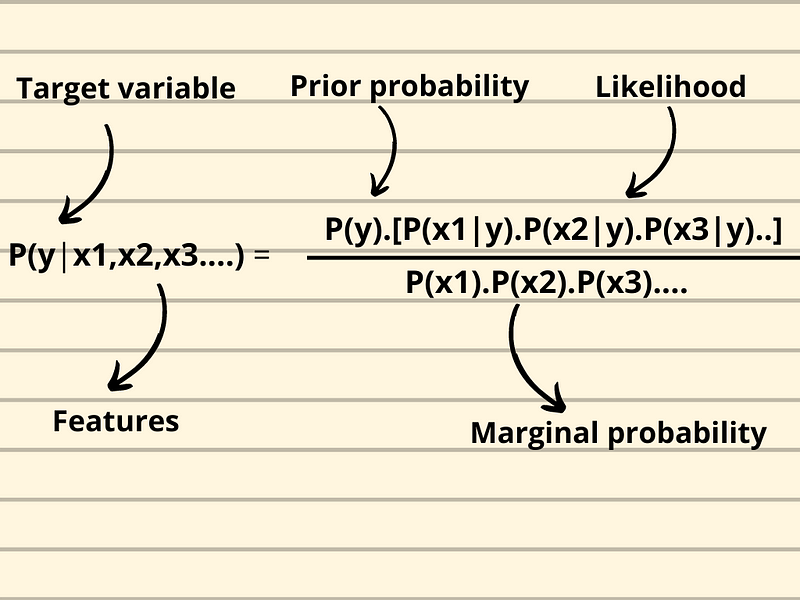 Target variable
Prior probability
Likelihood
P(y).[P(x1|y).P(x2|y).P(x3|y)..]
P(y|x1,x2,x3....) =
P(x1).P(x2).P(x3)....
Features
Marginal probability